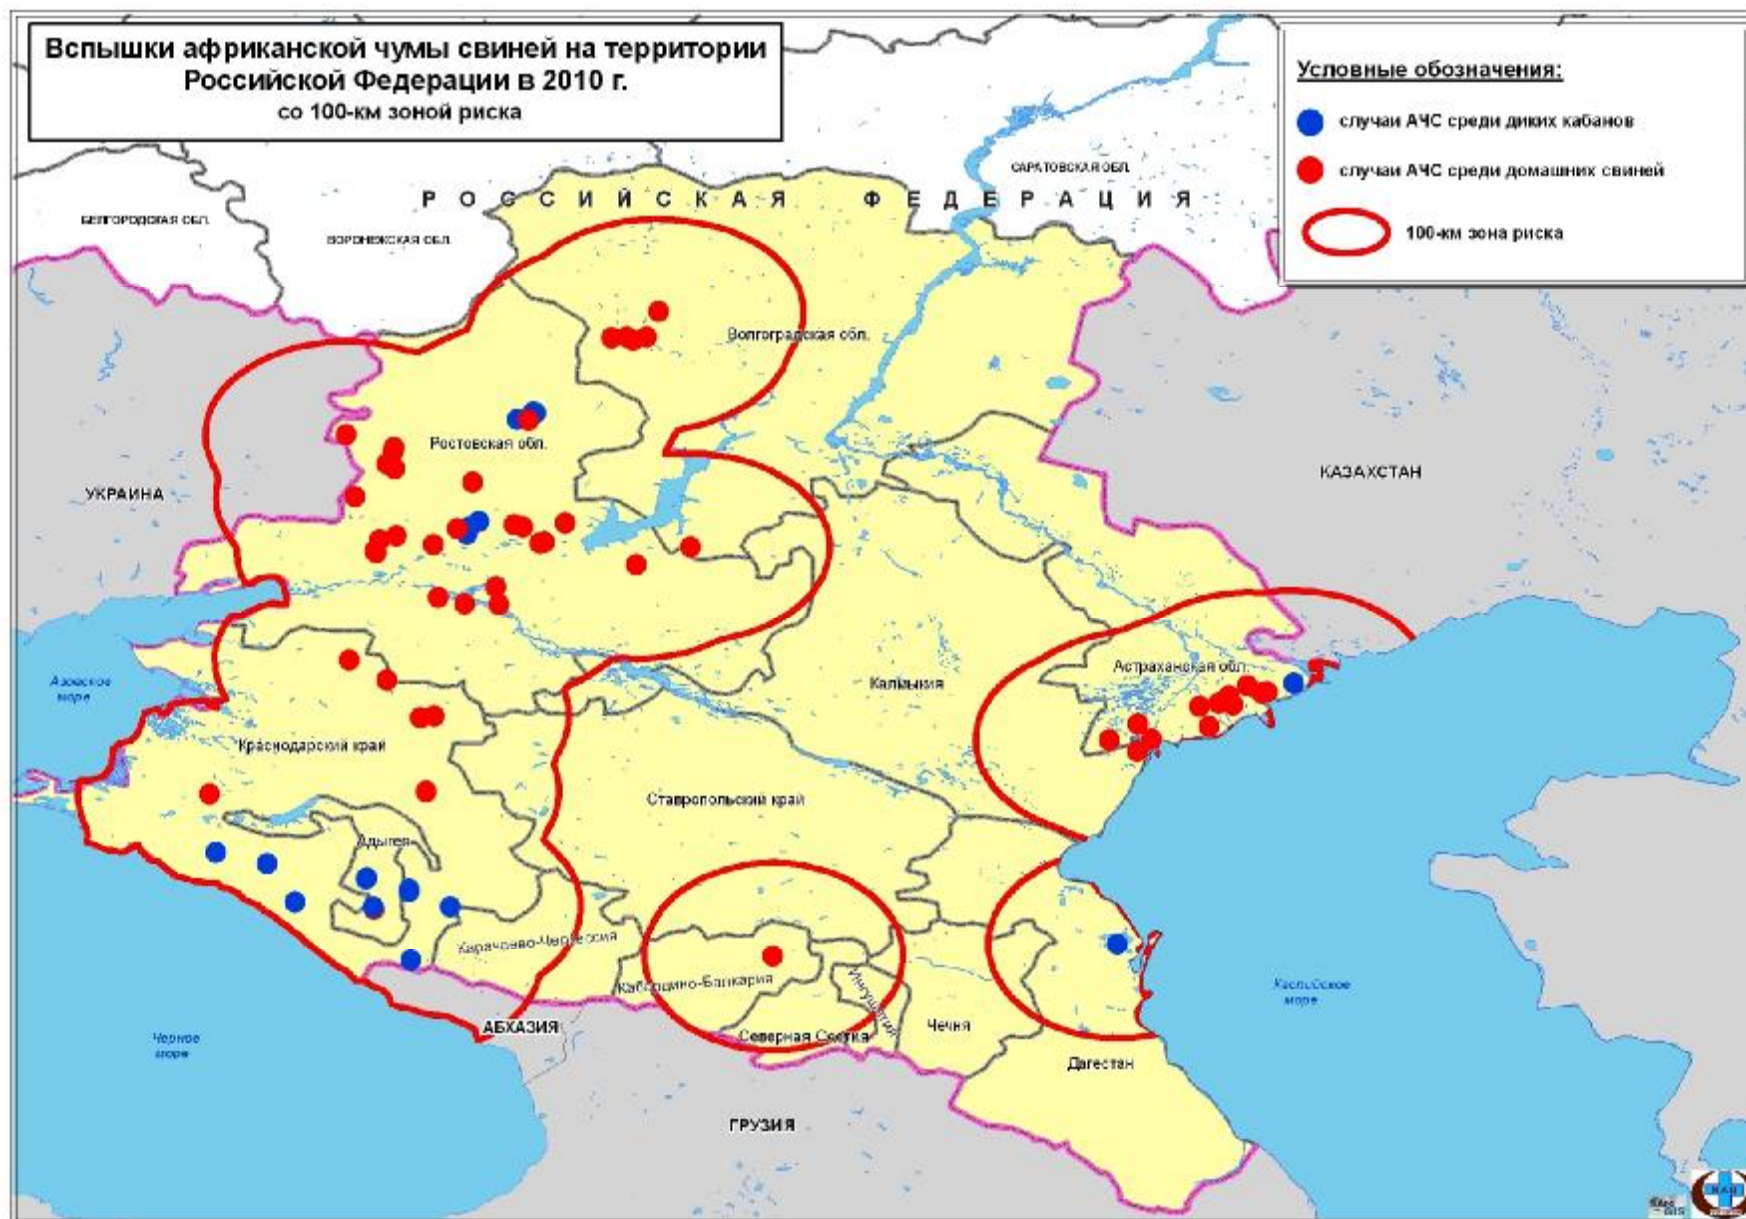 Вспышки африканской чумы свиней на территории
Российской Федерации в 2010 г.
со 100-км зоной риска
Условные обозначения:
случаи АЧС среди диких кабанов
случаи АЧС среди домашних свиней
100-км зона риска
САРАТОВСКАЯ ОБЛ.
РОССИЙСКАЯ ФЕДЕРАЦИЯ
БЕЛГОРОДСКАЯ ОБЛ.
ВОРОНЕЖСКАЯ ОБЛ.
Волгоградская обл.
Ростовская обл.
КАЗАХСТАН
УКРАИНА
Астраханская обл.
Азовское
море
Калмыкия
Краснодарский край
Ставропольский край
Адыгея
Карачаево-Черкессия
Кабардино-Балкария
Ингушетия
Каспийское
море
АБХАЗИЯ
Чечня
Северная Осетия
Черное
море
Дагестан
ГРУЗИЯ